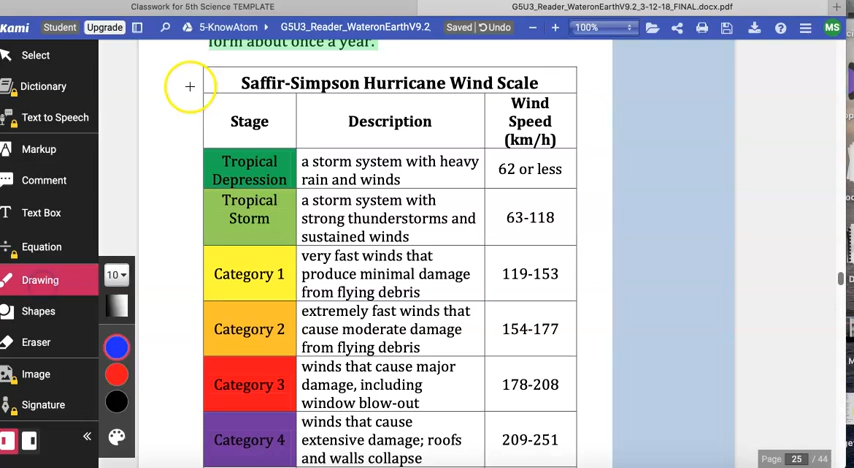 Classwork for 5th Science TEMPLATE
G5U3_Reader_WateronEarthV9.2_3-12-18_FINAL.docx.pdf
Kami Student Upgrade 5-KnowAtom > G5U3_Reader_WateronEarthV9.2_ Saved Undo 100% MS
Select
Dictionary
Text to Speech
Markup
Comment
Text Box
Equation
Drawing
Shapes
Eraser
Image
Signature
10
form about once a year.
Saffir-Simpson Hurricane Wind Scale
Stage Description Wind
Speed
(km/h)
Tropical
Depression
a storm system with heavy
rain and winds
62 or less
Tropical
Storm
a storm system with
strong thunderstorms and
sustained winds
63-118
Category 1
very fast winds that
produce minimal damage
from flying debris
119-153
Category 2
extremely fast winds that
cause moderate damage
from flying debris
154-177
Category 3
winds that cause major
damage, including
window blow-out
178-208
Category 4
winds that cause
extensive damage; roofs
and walls collapse
209-251
Page 25 / 44